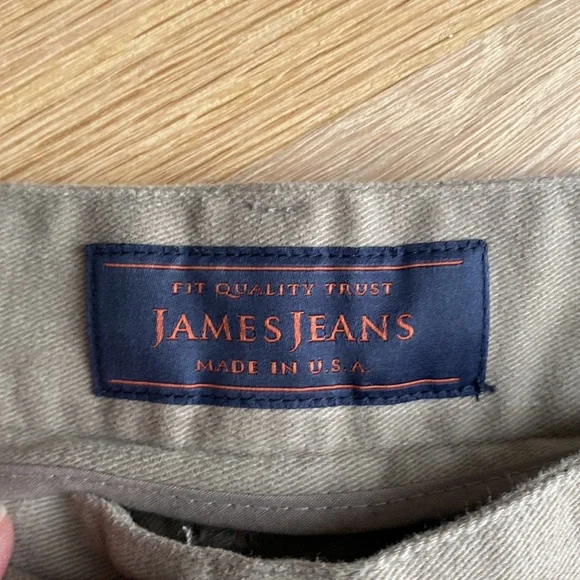 FIT QUALITY TRUST
JAMES JEANS
MADE IN U.S.A.